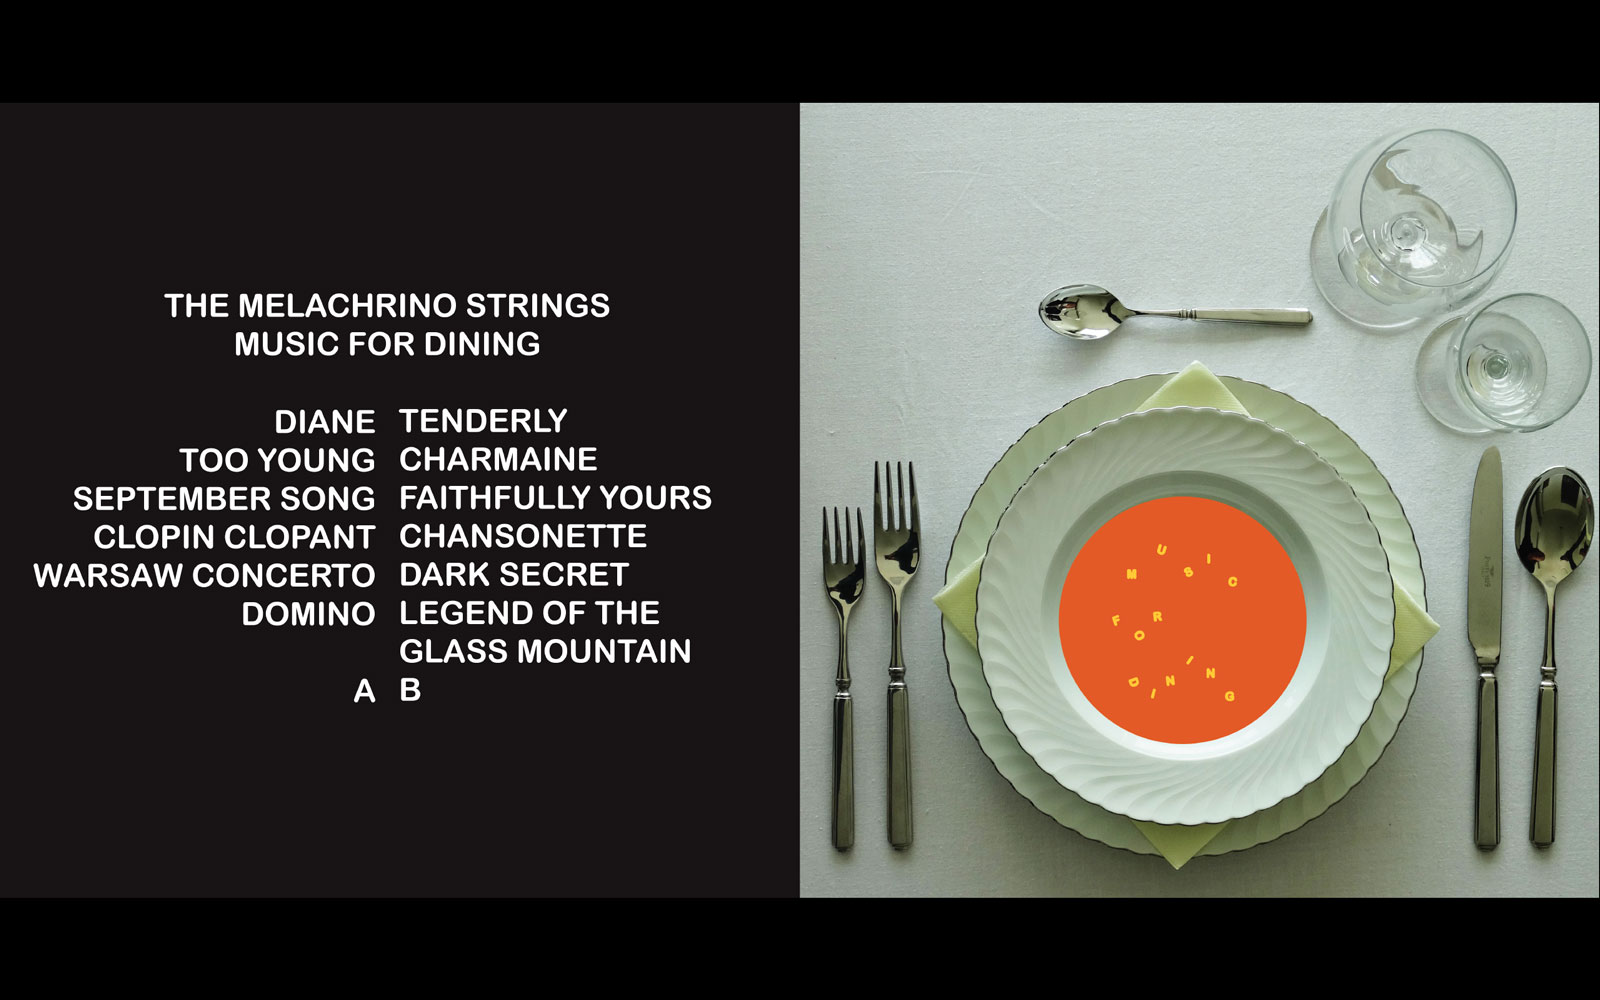 THE MELACHRINO STRINGS
MUSIC FOR DINING
DIANE
TOO YOUNG
SEPTEMBER SONG
CLOPIN CLOPANT
WARSAW CONCERTO
DOMINO
A
TENDERLY
CHARMAINE
FAITHFULLY YOURS
CHANSONETTE
DARK SECRET
LEGEND OF THE
GLASS MOUNTAIN
B
MUSIC
FOR
DINING